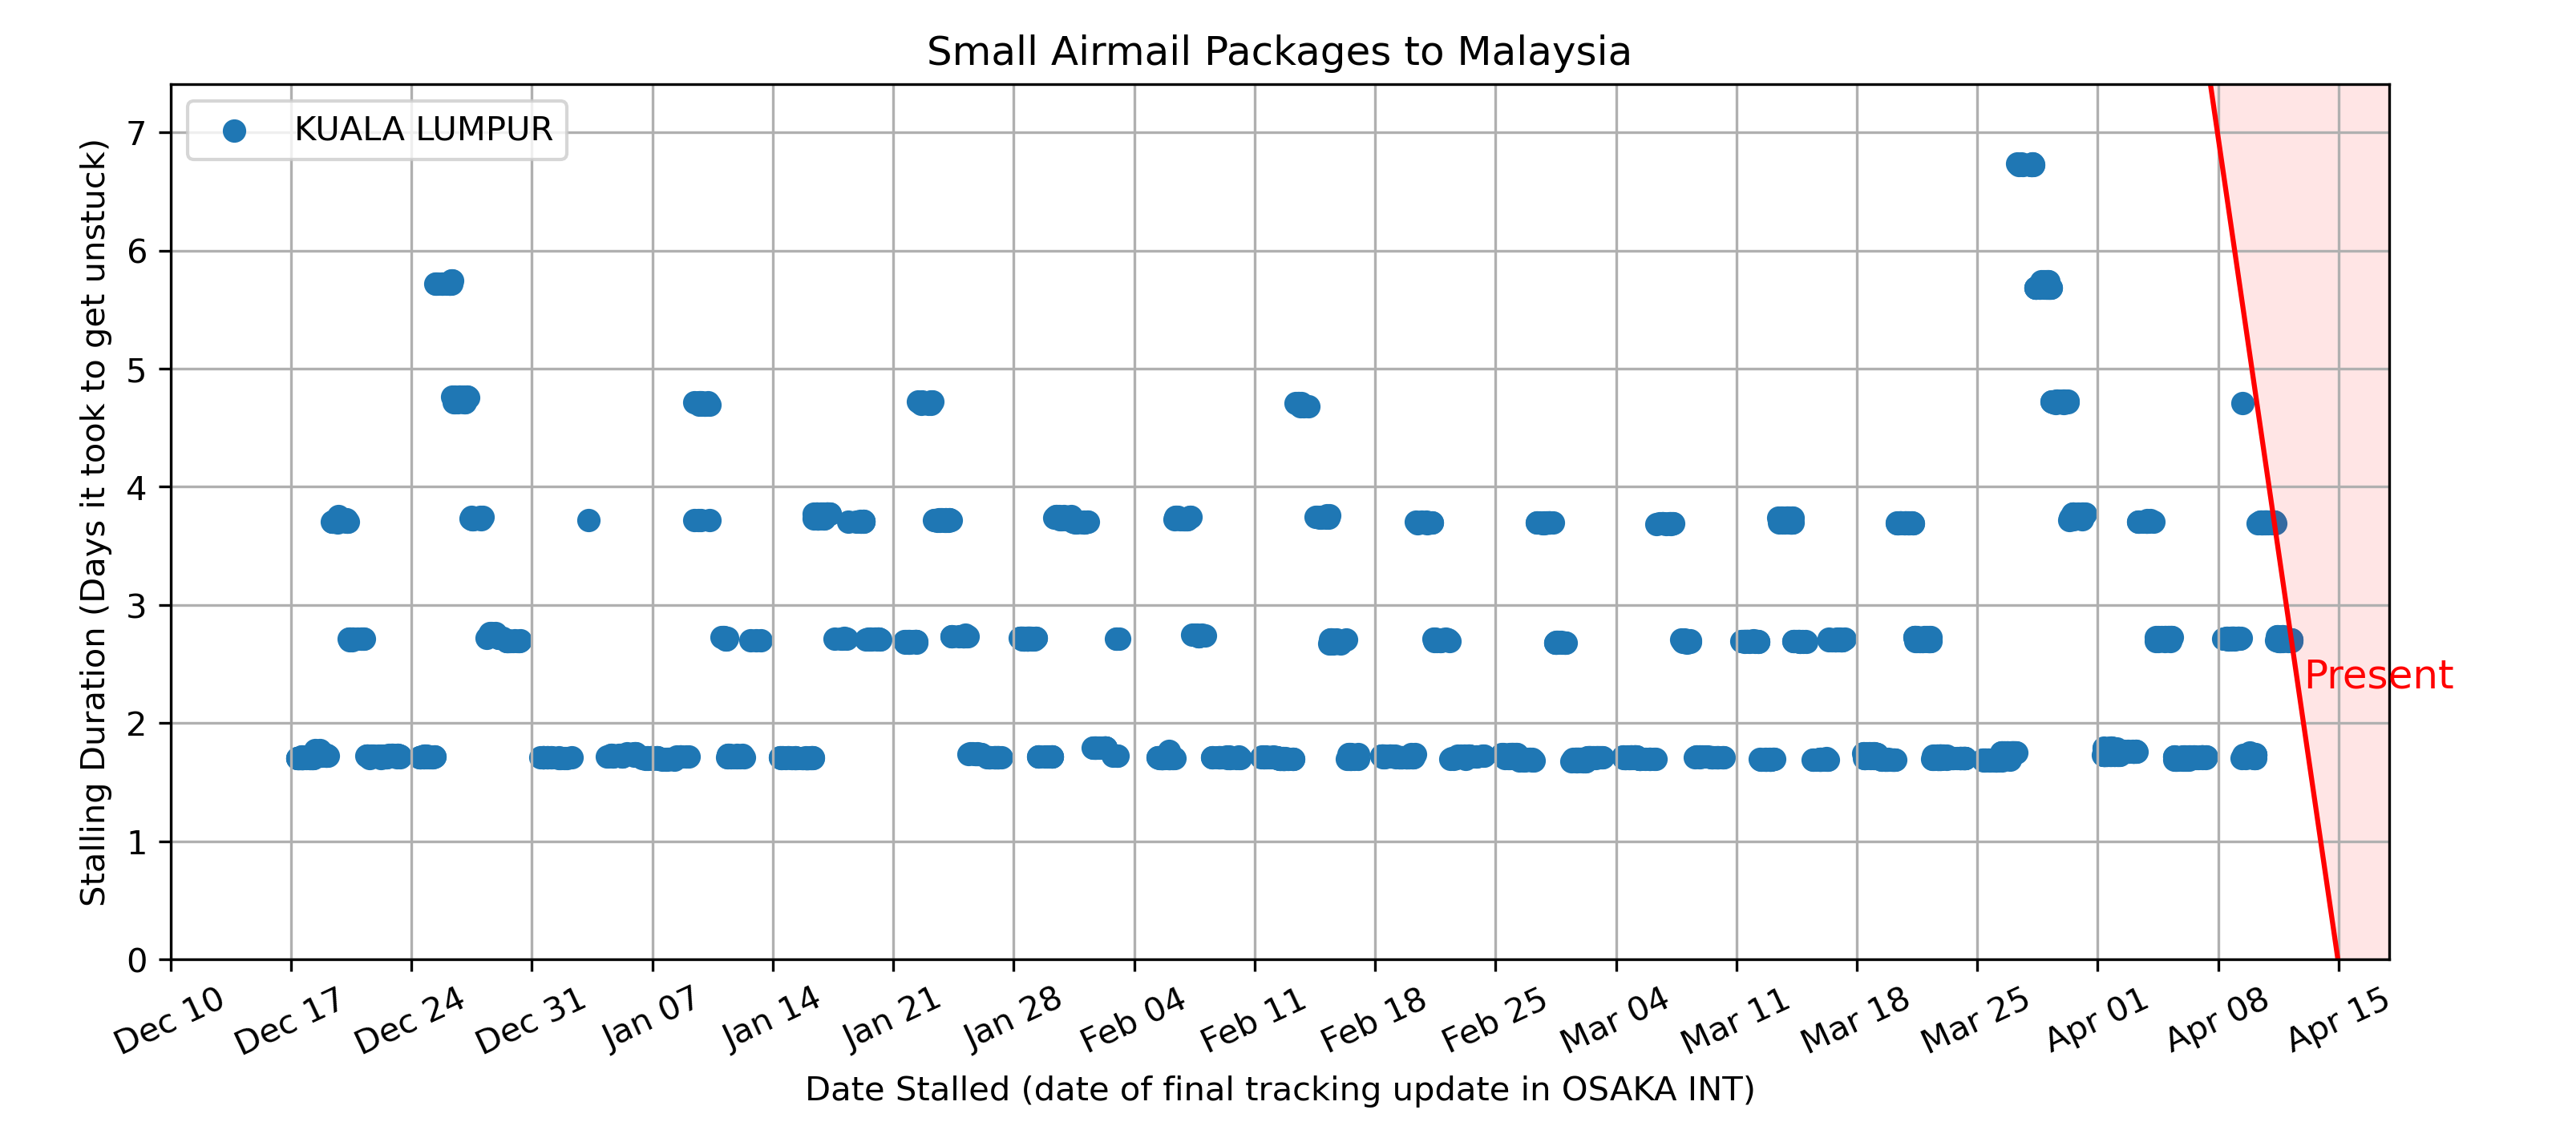 Small Airmail Packages to Malaysia
KUALA LUMPUR
Stalling Duration (Days it took to get unstuck)
7
6
5
4
3
2
1
0
Present
Dec 10
Dec 17
Dec 24
Dec 31
Jan 07
Jan 14
Jan 21
Jan 28
Feb 04
Feb 11
Feb 18
Feb 25
Mar 04
Mar 11
Mar 18
Mar 25
Apr 01
Apr 08
Apr 15
Date Stalled (date of final tracking update in OSAKA INT)